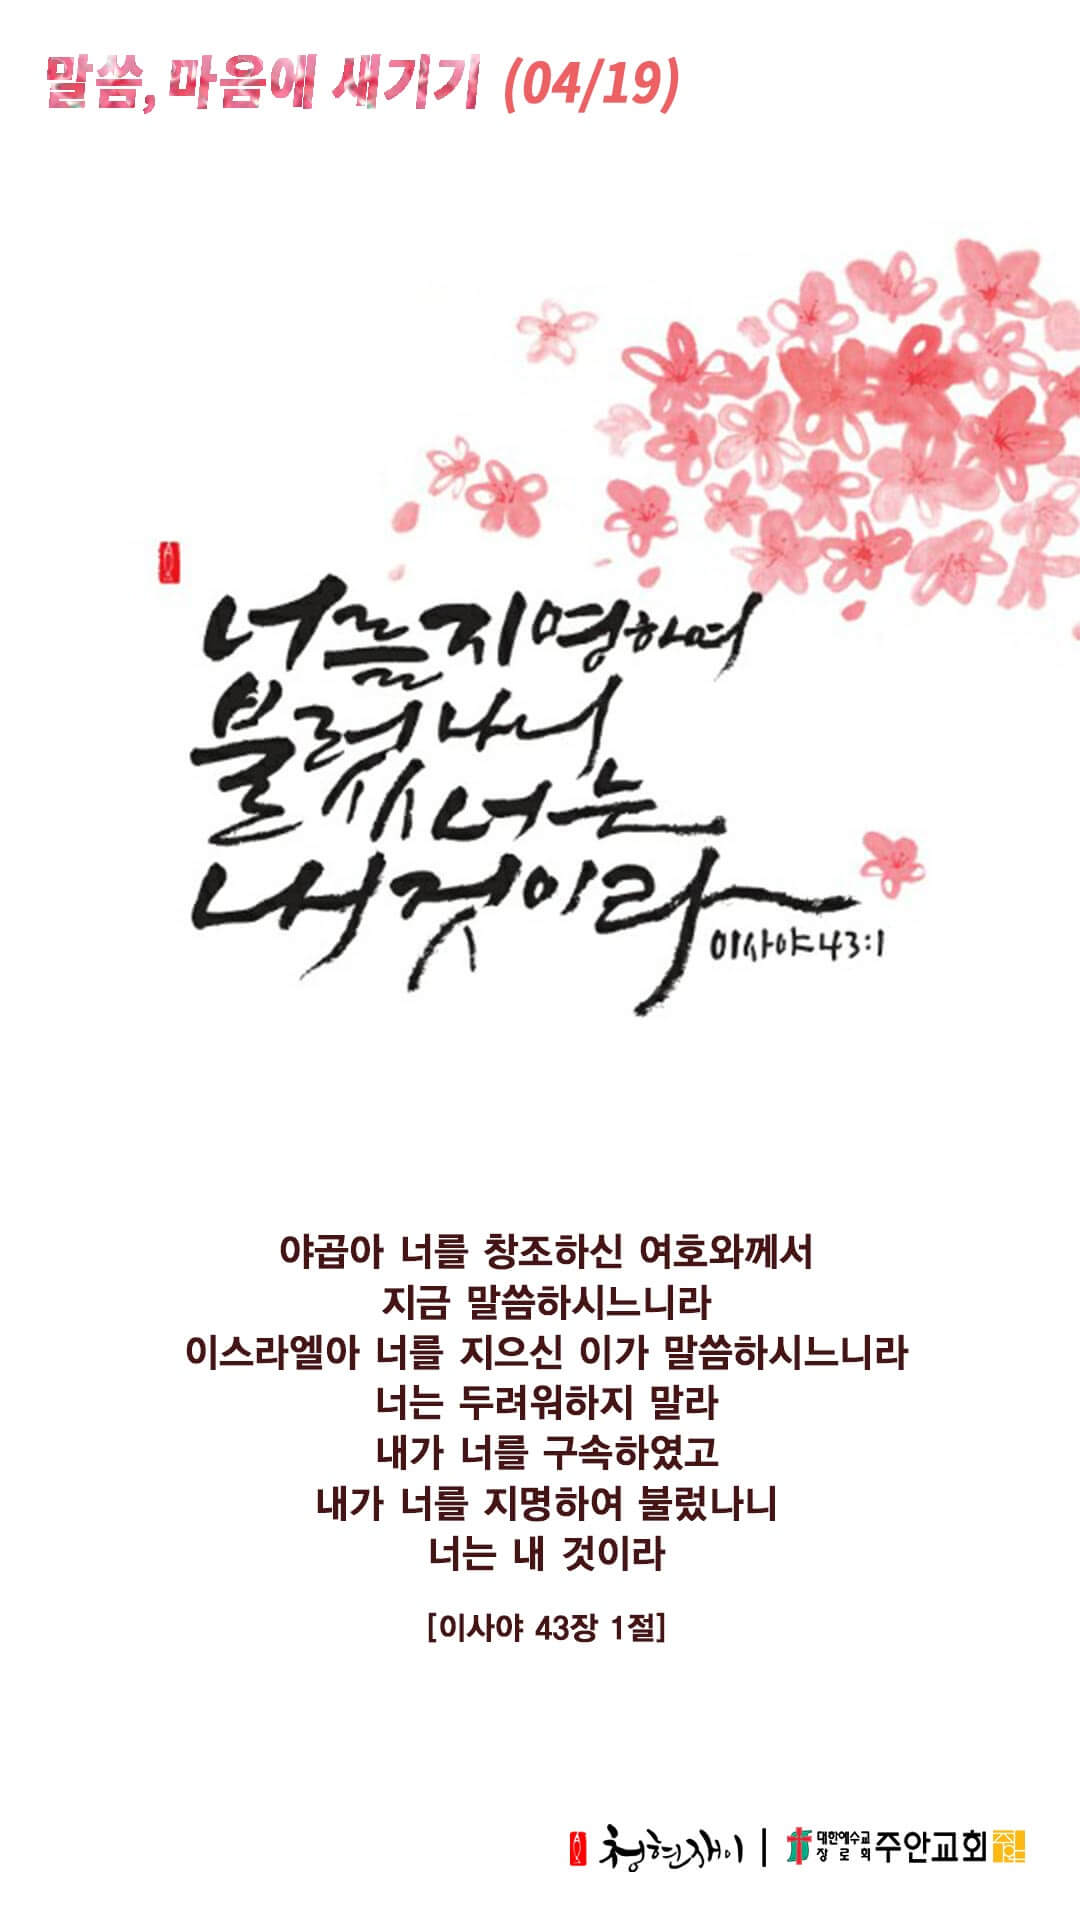 말씀, 마음에 새기기 (04/19)
너를 지명하여
불렀나니
너는
내 것이라
이사야 43:1
야곱아 너를 창조하신 여호와께서
지금 말씀하시느니라
이스라엘아 너를 지으신 이가 말씀하시느니라
너는 두려워하지 말라
내가 너를 구속하였고
내가 너를 지명하여 불렀나니
너는 내 것이라
[이사야 43장 1절]
청현재이 | 대한예수교장로회 주안교회